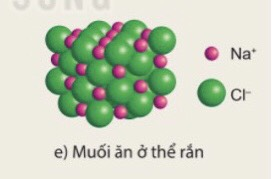 Na⁺
Cl⁻
e) Muối ăn ở thể rắn